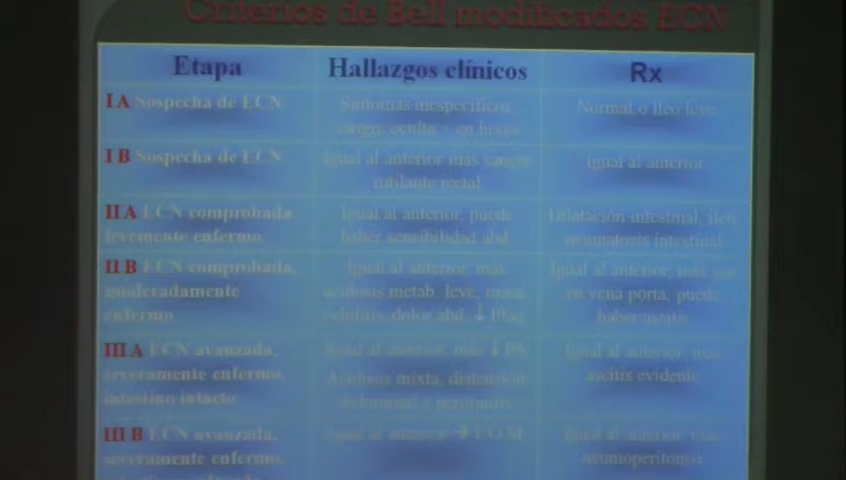 Criterios de Bell modificados ECN
Etapa Hallazgos clínicos Rx
I A Sospecha de ECN
Síntomas inespecíficos,
sangre oculta + en heces
Normal o íleo leve
I B Sospecha de ECN
Igual al anterior más sangre
rutilante rectal
Igual al anterior
II A ECN comprobada
levemente enfermo.
Igual al anterior, puede
haber sensibilidad abd.
Dilatación intestinal, íleo,
neumatosis intestinal
II B ECN comprobada,
moderadamente
enfermo
Igual al anterior, más
acidosis metab. leve, masa
celulitis, dolor abd. ↓ Plaq
Igual al anterior, más
en vena porta, puede
haber ascitis
III A ECN avanzada,
severamente enfermo,
intestino intacto
Igual al anterior, más ↓
Acidosis mixta, distensión
abdominal y peritonitis
Igual al anterior, más
ascitis evidente
III B ECN avanzada,
severamente enfermo,
Igual al anterior →
Igual al anterior, más
neumoperitoneo